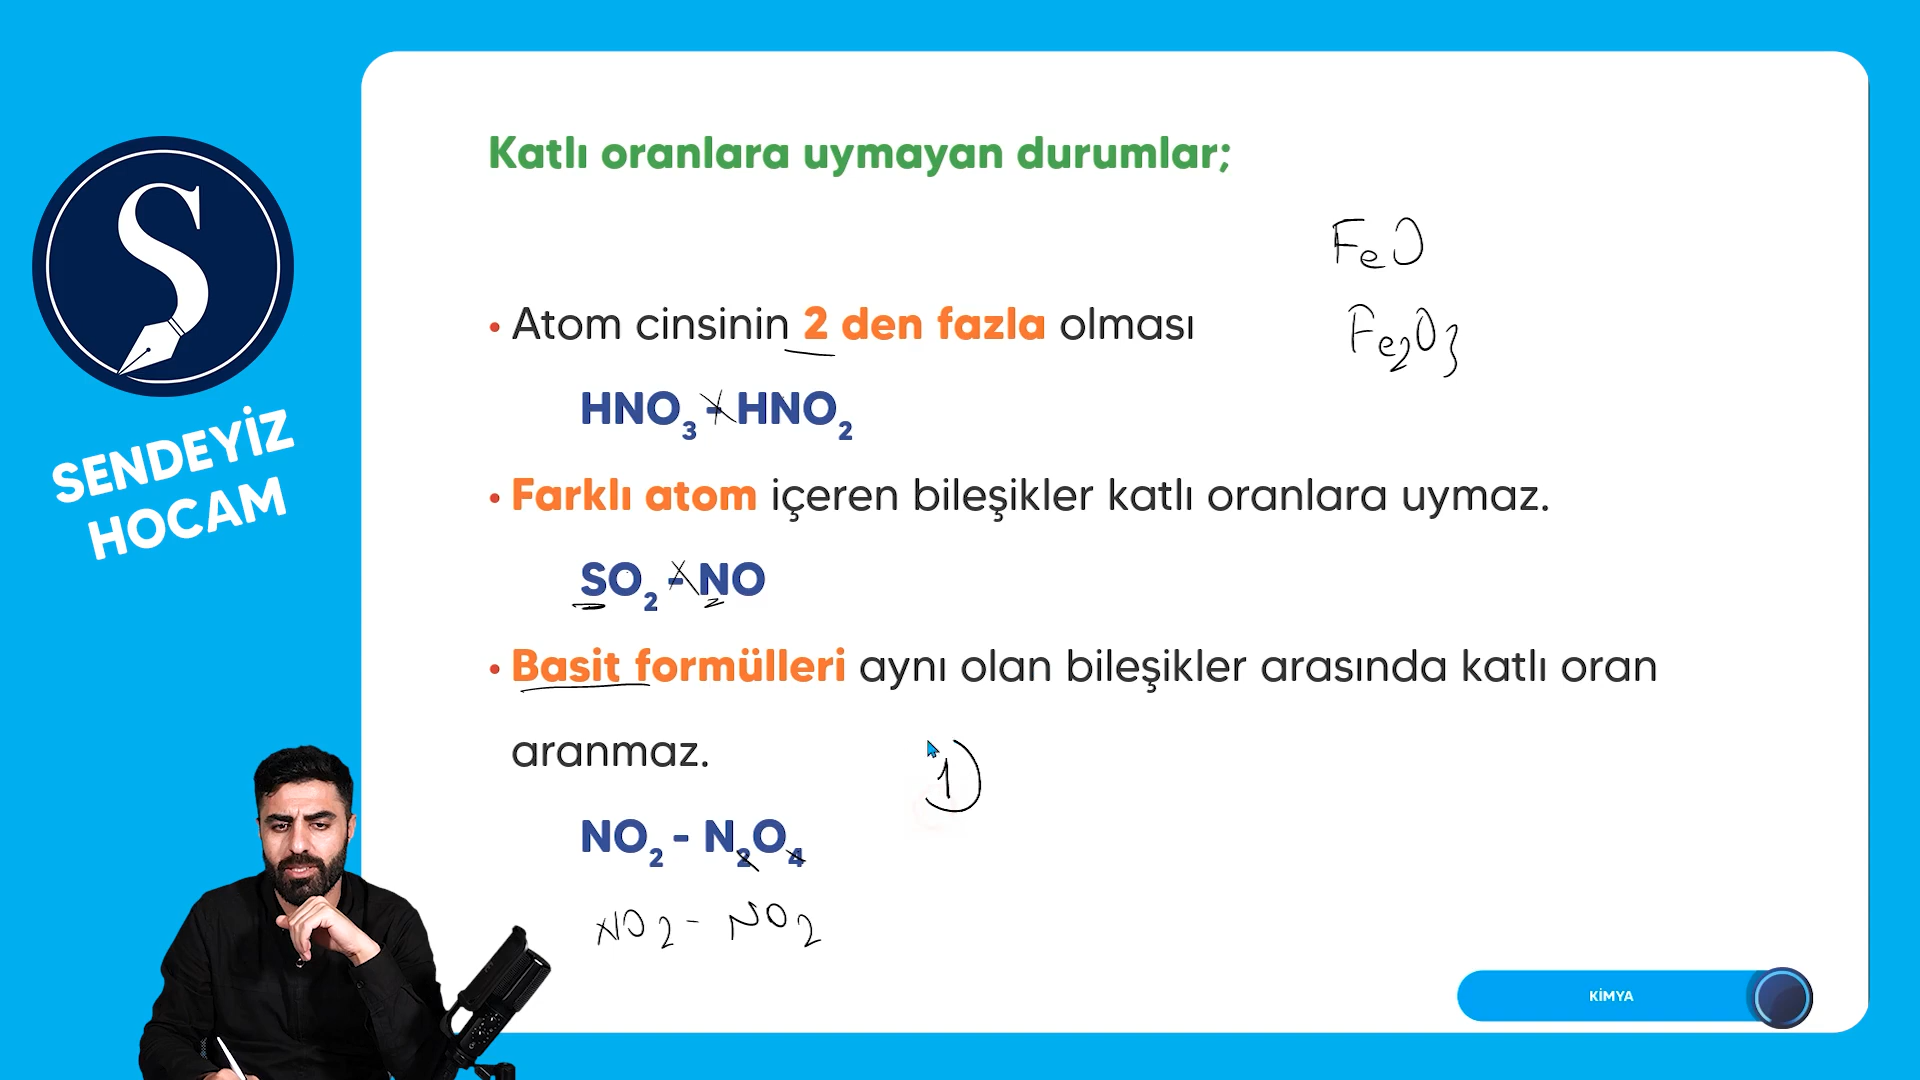 SENDEYİZ
HOCAM
Katlı oranlara uymayan durumlar;
FeO
• Atom cinsinin 2 den fazla olması
Fe₂O₃
HNO₃ - HNO₂
• Farklı atom içeren bileşikler katlı oranlara uymaz.
SO₂ - NO
• Basit formülleri aynı olan bileşikler arasında katlı oran
aranmaz.
1
NO₂ - N₂O₄
NO₂ - NO₂
KİMYA